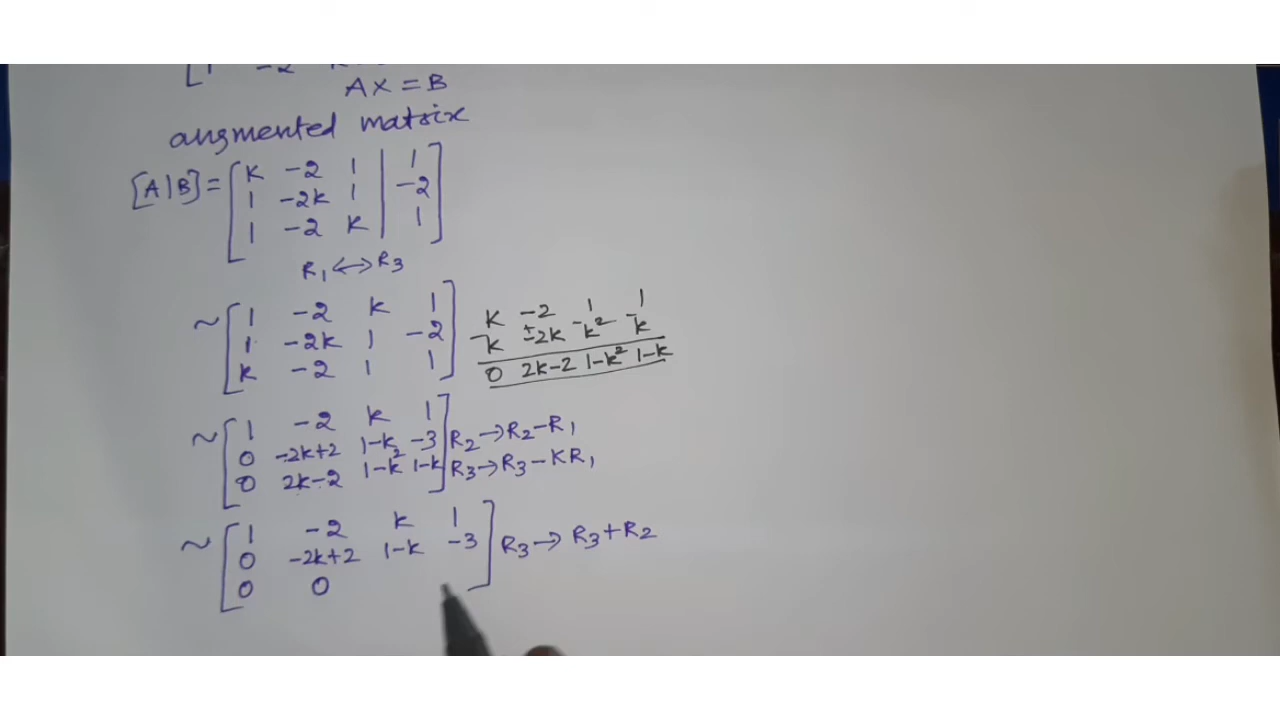 1 -2
AX = B
augmented matrix
[A|B] = [ k -2 1 | 1
1 -2k 1 | -2
1 -2 k | 1 ]
R1 ↔ R3
~ [ 1 -2 k 1
1 -2k 1 -2
k -2 1 1 ]
k -2 1 1
-k ±2k -k² -k
0 2k-2 1-k² 1-k
~ [ 1 -2 k 1
0 -2k+2 1-k -3 ] R2 → R2-R1
0 2k-2 1-k² 1-k ] R3 → R3-KR1
~ [ 1 -2 k 1
0 -2k+2 1-k -3 ] R3 → R3+R2
0 0